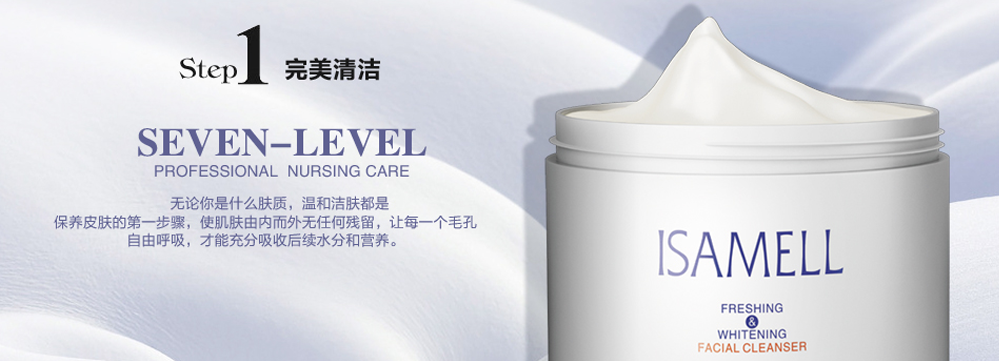 Step 1 完美清洁
SEVEN-LEVEL
PROFESSIONAL NURSING CARE
无论你是什么肤质，温和洁肤都是
保养皮肤的第一步骤，使肌肤由内而外无任何残留，让每一个毛孔
自由呼吸，才能充分吸收后续水分和营养。
ISAMELL
FRESHING
&
WHITENING
FACIAL CLEANSER